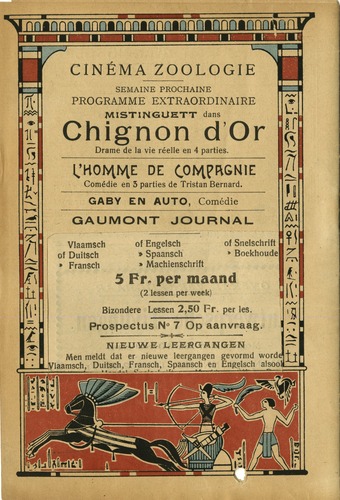 CINÉMA ZOOLOGIE
SEMAINE PROCHAINE
PROGRAMME EXTRAORDINAIRE
MISTINGUETT dans
Chignon d'Or
Drame de la vie réelle en 4 parties.
L'HOMME DE COMPAGNIE
Comédie en 3 parties de Tristan Bernard.
GABY EN AUTO, Comédie
GAUMONT JOURNAL
Vlaamsch of Engelsch of Snelschrift
of Duitsch » Spaansch » Boekhoude
» Fransch » Machienschrift
5 Fr. per maand
(2 lessen per week)
Bizondere Lessen 2,50 Fr. per les.
Prospectus No 7 Op aanvraag.
NIEUWE LEERGANGEN
Men meldt dat er nieuwe leergangen gevormd worde
Vlaamsch, Duitsch, Fransch, Spaansch en Engelsch alsook